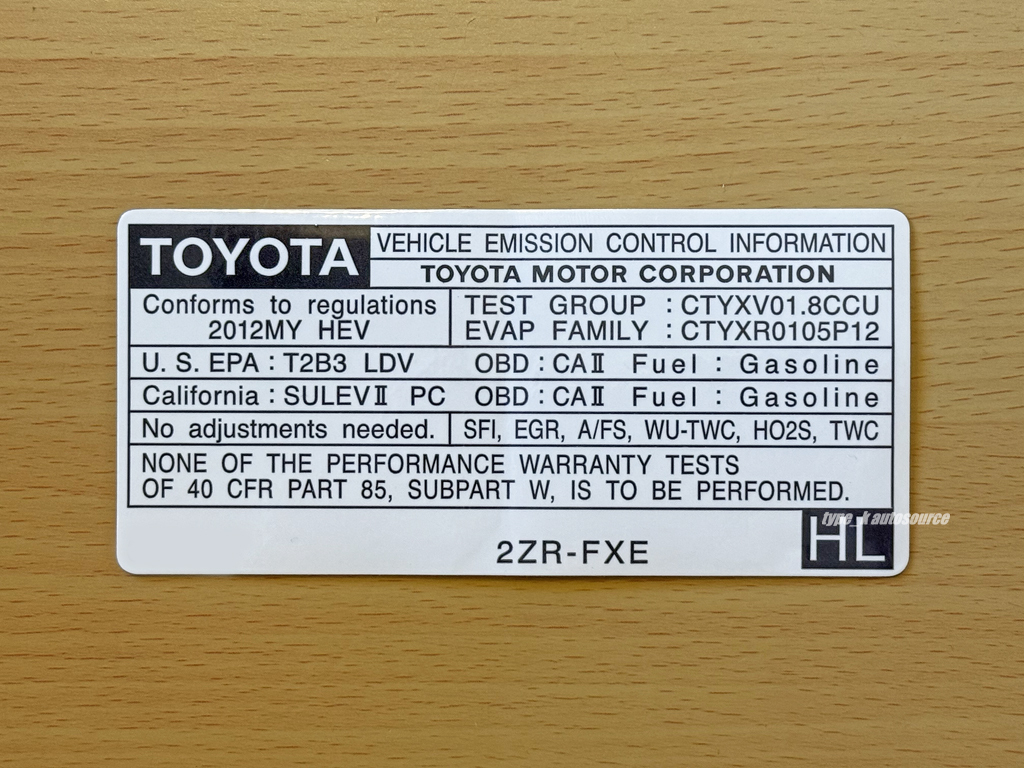 TOYOTA
VEHICLE EMISSION CONTROL INFORMATION
TOYOTA MOTOR CORPORATION
Conforms to regulations
2012MY HEV
TEST GROUP : CTYXV01.8CCU
EVAP FAMILY : CTYXR0105P12
U.S. EPA : T2B3 LDV OBD : CAⅡ Fuel : Gasoline
California : SULEVⅡ PC OBD : CAⅡ Fuel : Gasoline
No adjustments needed.
SFI, EGR, A/FS, WU-TWC, HO2S, TWC
NONE OF THE PERFORMANCE WARRANTY TESTS
OF 40 CFR PART 85, SUBPART W, IS TO BE PERFORMED.
type_k autosource
2ZR-FXE
HL